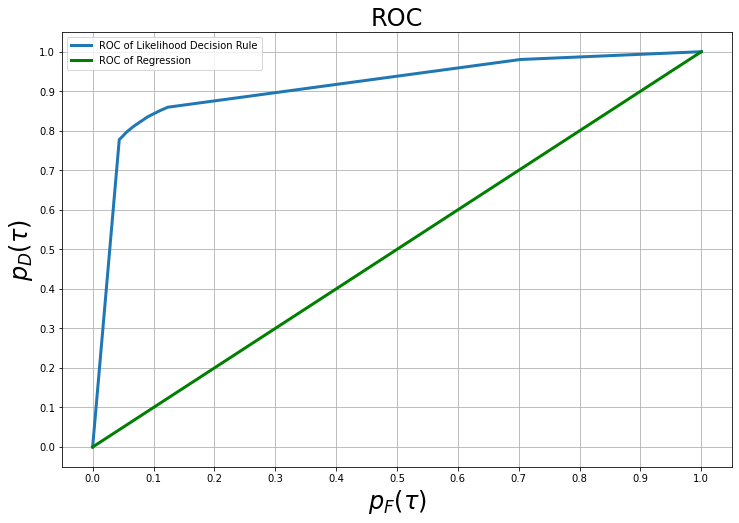 ROC
ROC of Likelihood Decision Rule
ROC of Regression
1.0
0.9
0.8
0.7
0.6
0.5
0.4
0.3
0.2
0.1
0.0
p_D(τ)
0.0 0.1 0.2 0.3 0.4 0.5 0.6 0.7 0.8 0.9 1.0
p_F(τ)